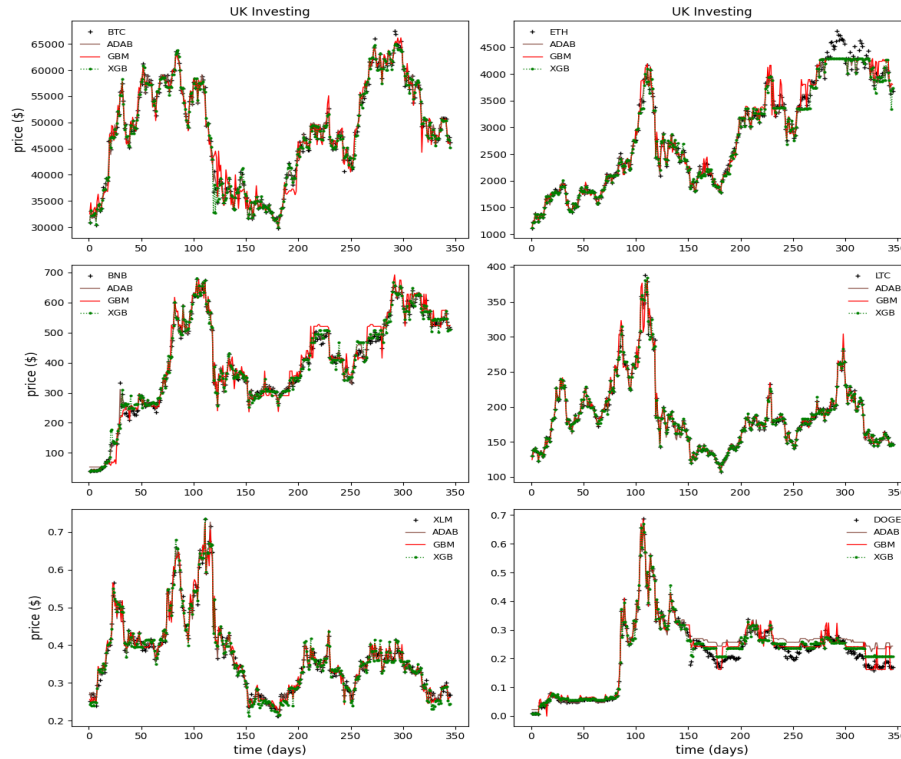 UK Investing
UK Investing
BTC
ADAB
GBM
XGB
price ($)
65000
60000
55000
50000
45000
40000
35000
30000
0 50 100 150 200 250 300 350
ETH
ADAB
GBM
XGB
4500
4000
3500
3000
2500
2000
1500
1000
0 50 100 150 200 250 300 350
BNB
ADAB
GBM
XGB
price ($)
700
600
500
400
300
200
100
0 50 100 150 200 250 300 350
LTC
ADAB
GBM
XGB
400
350
300
250
200
150
100
0 50 100 150 200 250 300 350
XLM
ADAB
GBM
XGB
price ($)
0.7
0.6
0.5
0.4
0.3
0.2
0 50 100 150 200 250 300 350
time (days)
DOGE
ADAB
GBM
XGB
0.7
0.6
0.5
0.4
0.3
0.2
0.1
0.0
0 50 100 150 200 250 300 350
time (days)